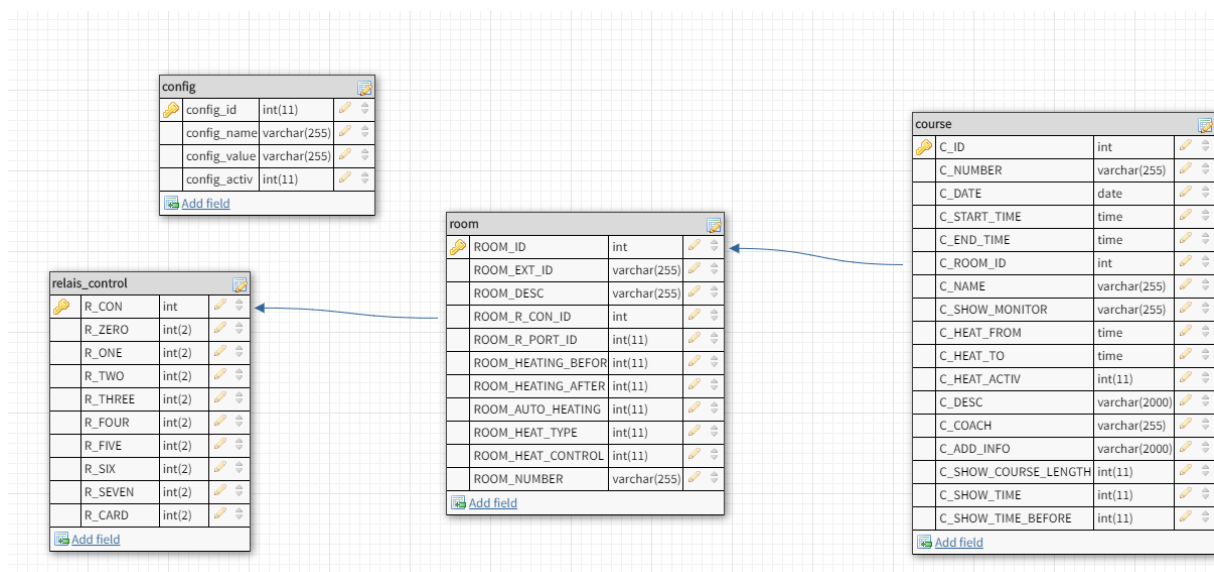 config
config_id int(11)
config_name varchar(255)
config_value varchar(255)
config_activ int(11)
Add field
relais_control
R_CON int
R_ZERO int(2)
R_ONE int(2)
R_TWO int(2)
R_THREE int(2)
R_FOUR int(2)
R_FIVE int(2)
R_SIX int(2)
R_SEVEN int(2)
R_CARD int(2)
Add field
room
ROOM_ID int
ROOM_EXT_ID varchar(255)
ROOM_DESC varchar(255)
ROOM_R_CON_ID int
ROOM_R_PORT_ID int(11)
ROOM_HEATING_BEFOR int(11)
ROOM_HEATING_AFTER int(11)
ROOM_AUTO_HEATING int(11)
ROOM_HEAT_TYPE int(11)
ROOM_HEAT_CONTROL int(11)
ROOM_NUMBER varchar(255)
Add field
course
C_ID int
C_NUMBER varchar(255)
C_DATE date
C_START_TIME time
C_END_TIME time
C_ROOM_ID int
C_NAME varchar(255)
C_SHOW_MONITOR varchar(255)
C_HEAT_FROM time
C_HEAT_TO time
C_HEAT_ACTIV int(11)
C_DESC varchar(2000)
C_COACH varchar(255)
C_ADD_INFO varchar(2000)
C_SHOW_COURSE_LENGTH int(11)
C_SHOW_TIME int(11)
C_SHOW_TIME_BEFORE int(11)
Add field